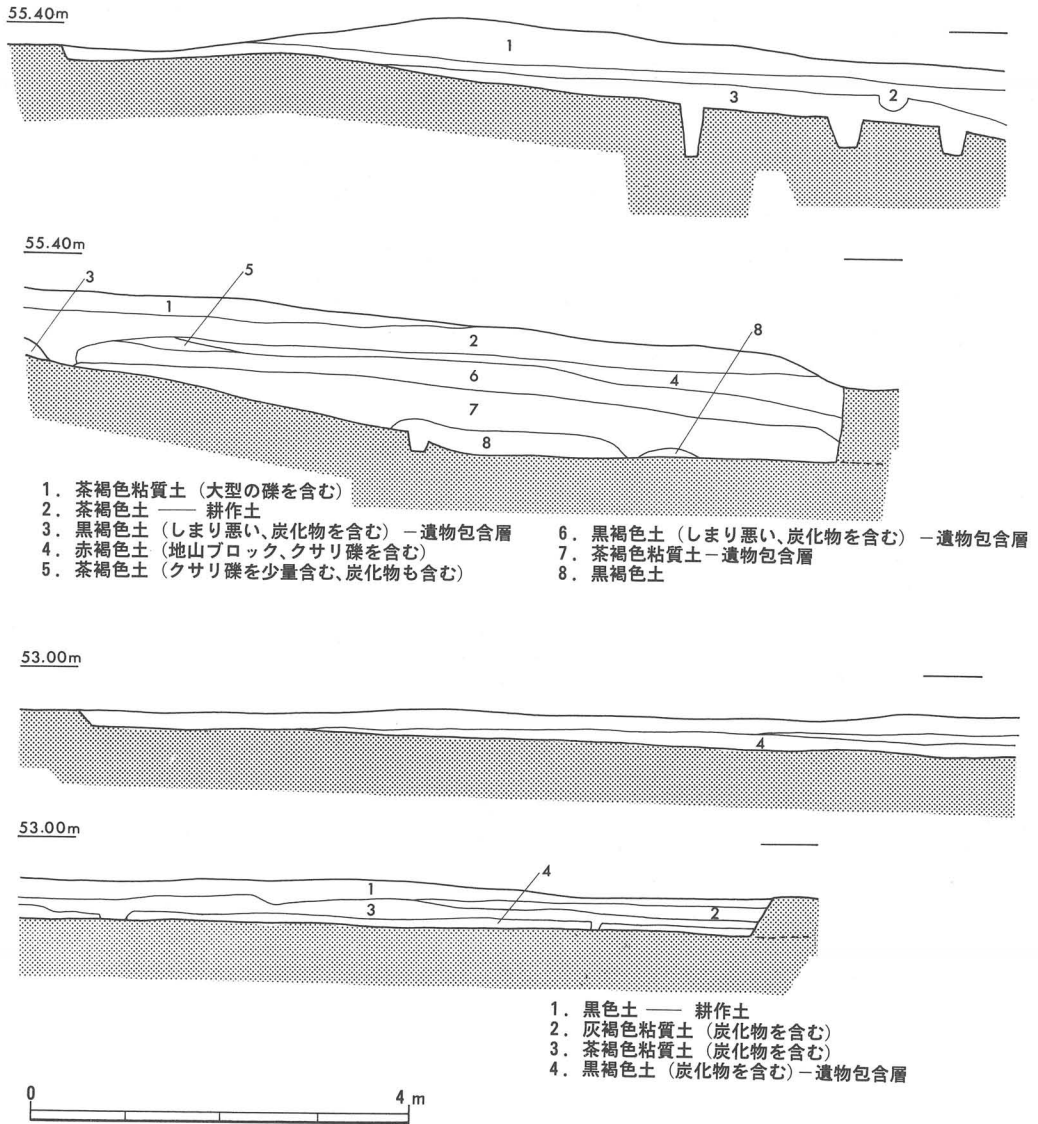 55.40m
1
3
2
55.40m
3
5
1
2
8
4
6
7
8
1. 茶褐色粘質土 (大型の礫を含む)
2. 茶褐色土 —— 耕作土
3. 黒褐色土 (しまり悪い、炭化物を含む) −遺物包含層
4. 赤褐色土 (地山ブロック、クサリ礫を含む)
5. 茶褐色土 (クサリ礫を少量含む、炭化物も含む)
6. 黒褐色土 (しまり悪い、炭化物を含む) −遺物包含層
7. 茶褐色粘質土−遺物包含層
8. 黒褐色土
53.00m
4
53.00m
4
1
3
2
1. 黒色土 —— 耕作土
2. 灰褐色粘質土 (炭化物を含む)
3. 茶褐色粘質土 (炭化物を含む)
4. 黒褐色土 (炭化物を含む)−遺物包含層
0 4 m